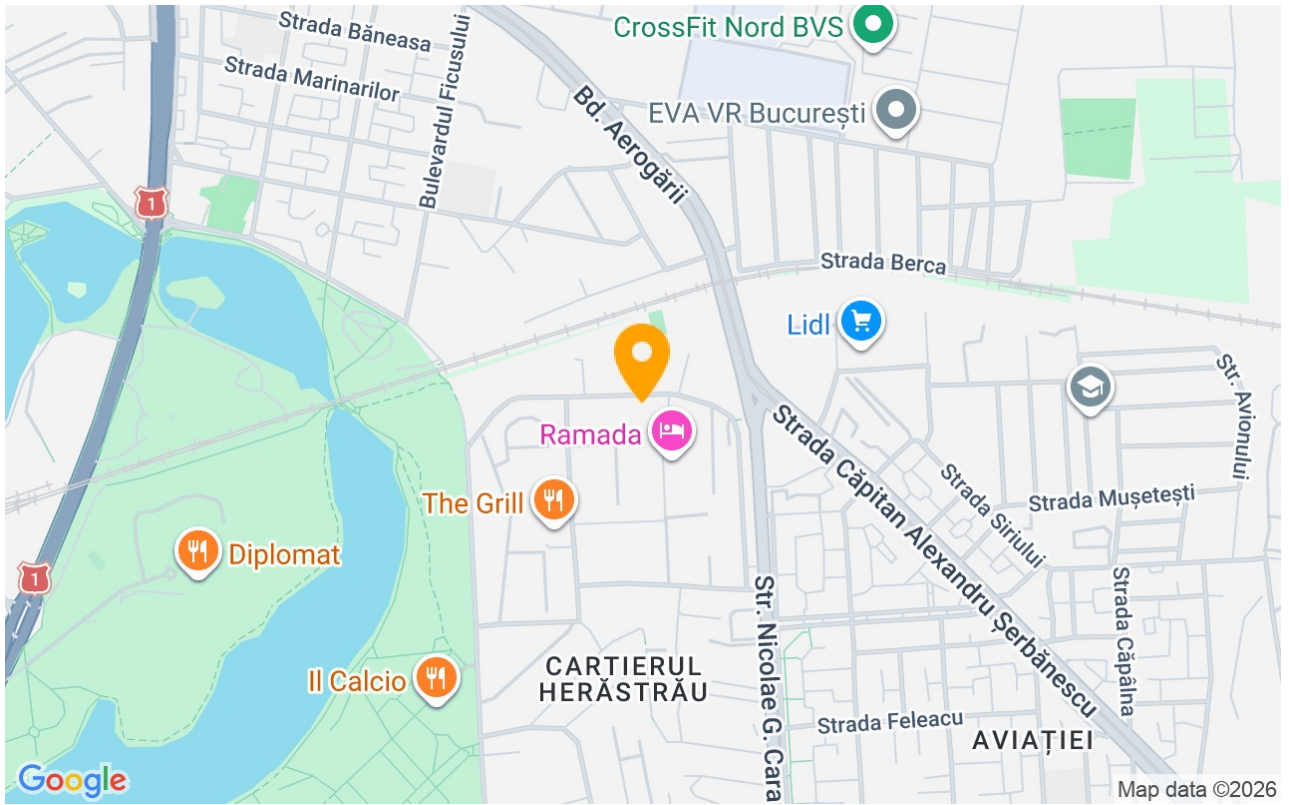 CrossFit Nord BVS
Strada Băneasa
Strada Marinarilor
Bulevardul Ficusului
Bd. Aerogării
EVA VR București
1
Strada Berca
Lidl
Str. Avionului
Ramada
The Grill
Strada Căpitan Alexandru Șerbănescu
Strada Siriului
Strada Mușetești
Diplomat
1
Str. Nicolae G. Cara
Strada Căpâlna
CARTIERUL
HERĂSTRĂU
Il Calcio
Strada Feleacu
AVIAȚIEI
Google
Map data ©2026